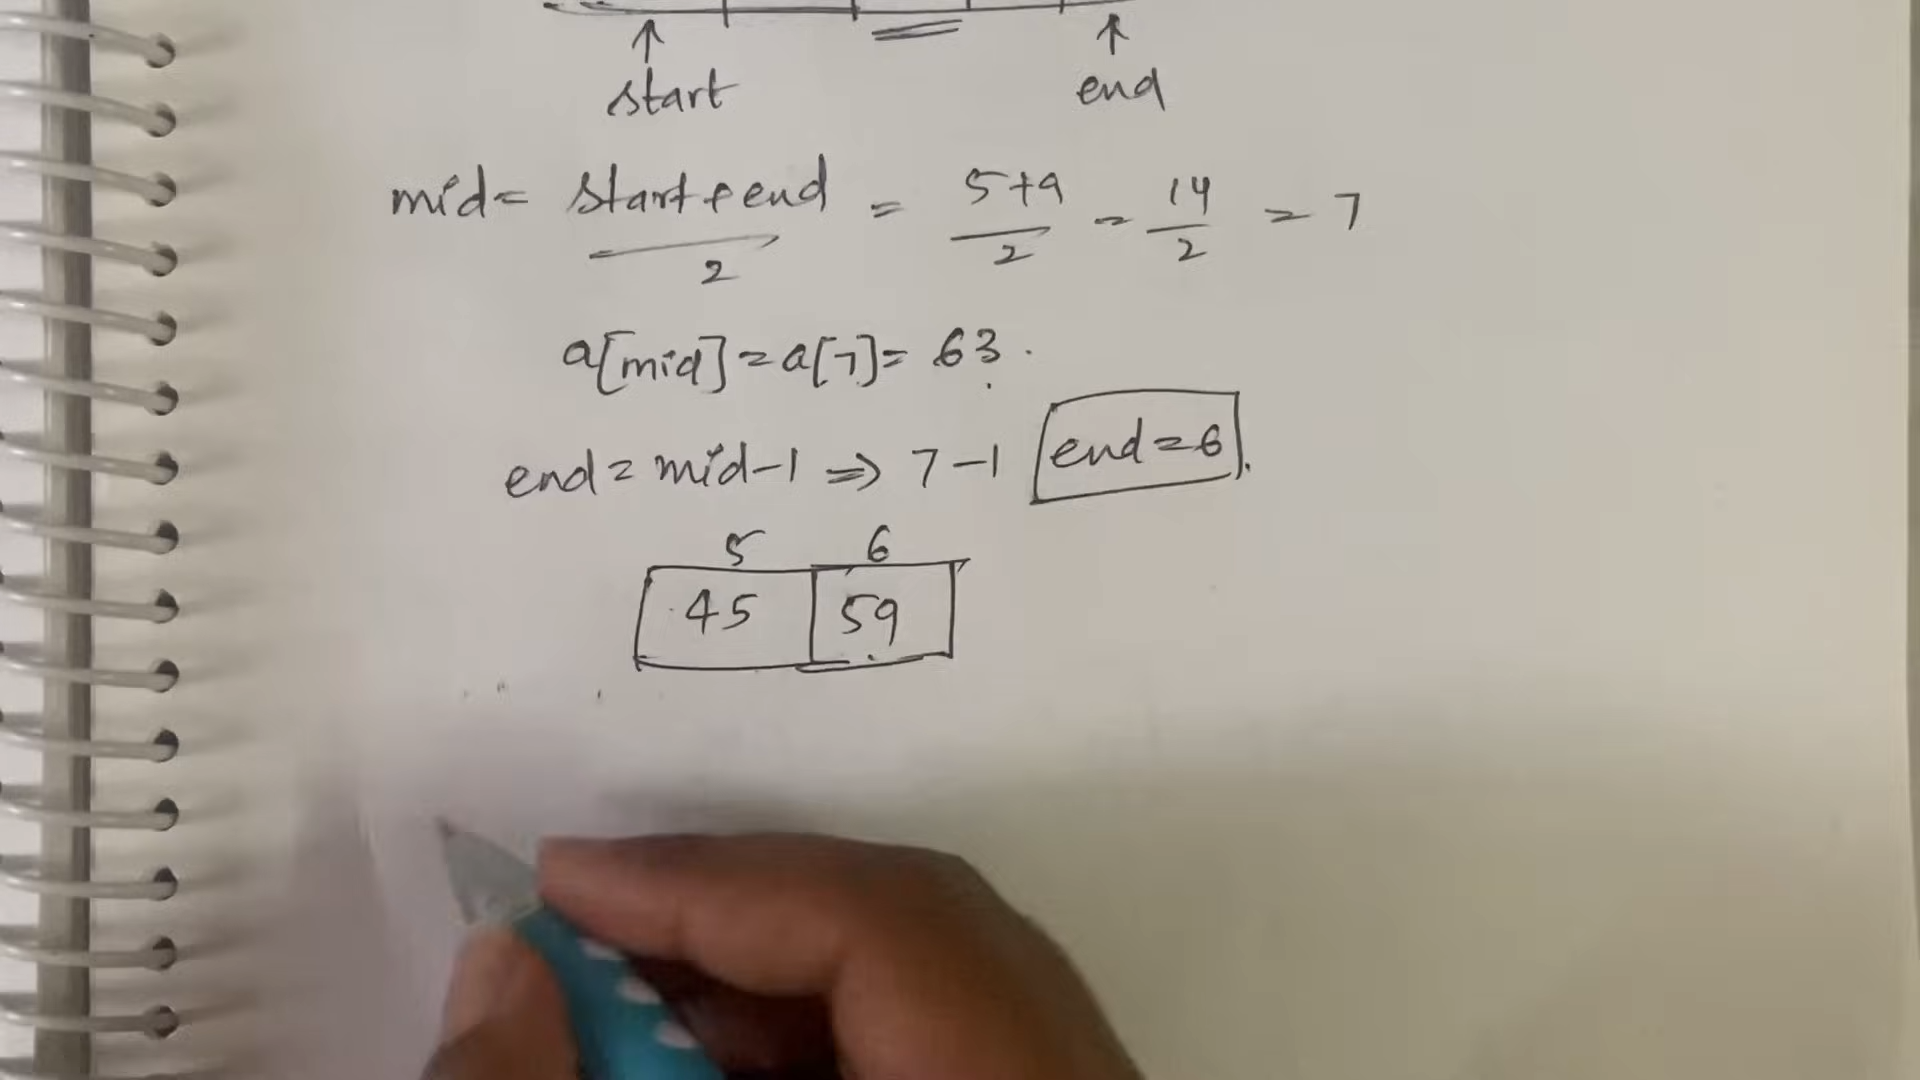 start end
mid = start + end / 2 = 5+9 / 2 = 14 / 2 = 7
a[mid] = a[7] = 63.
end = mid-1 => 7-1 end = 6.
5 6
45 59